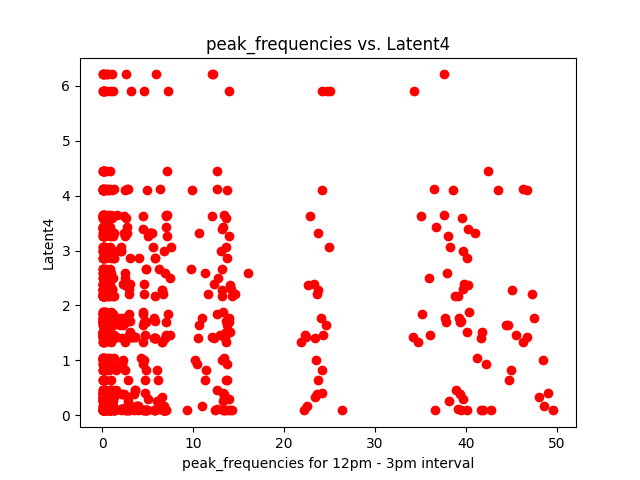 peak_frequencies vs. Latent4
6
5
4
3
2
1
0
Latent4
0 10 20 30 40 50
peak_frequencies for 12pm - 3pm interval